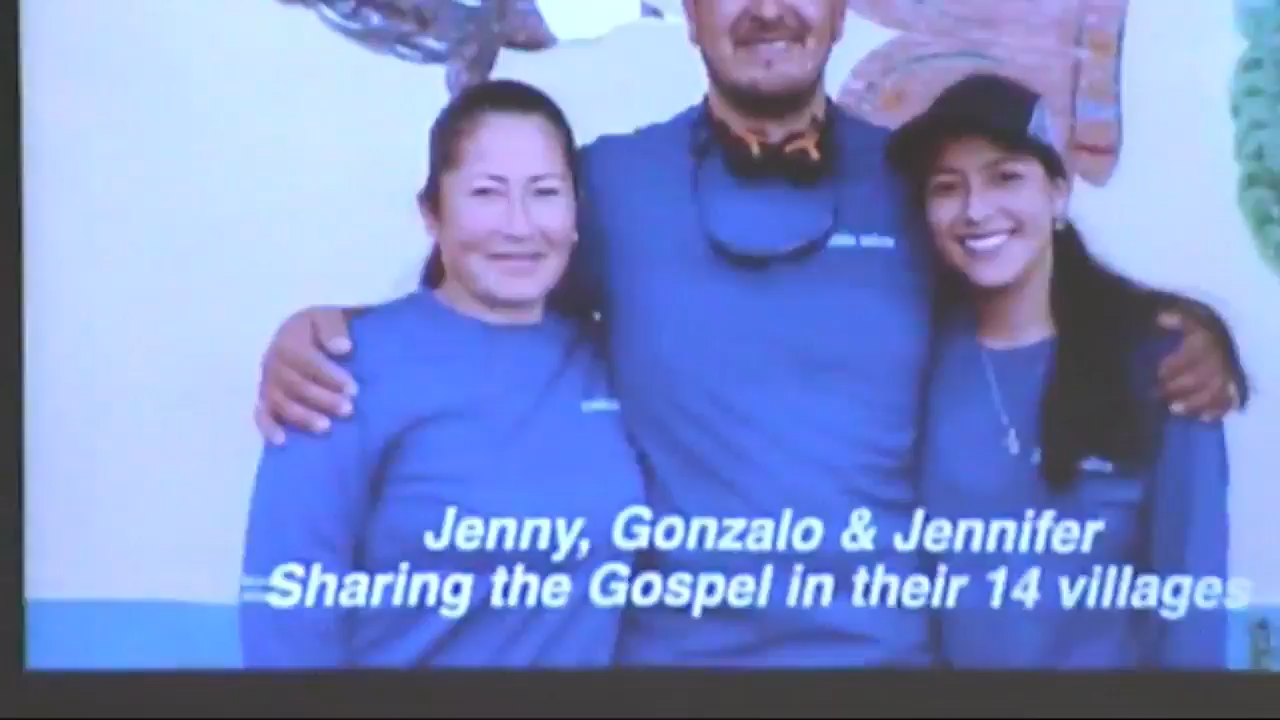 Jenny, Gonzalo & Jennifer
Sharing the Gospel in their 14 villages